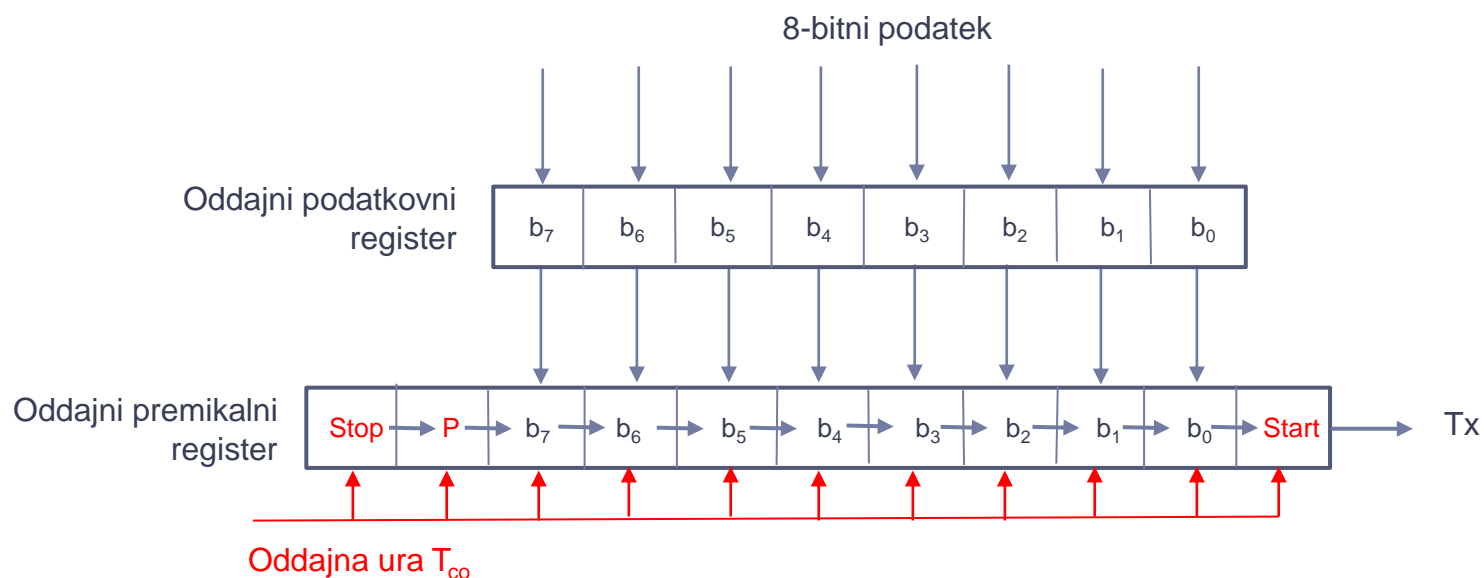 8-bitni podatek
Oddajni podatkovni
register
b₇ b₆ b₅ b₄ b₃ b₂ b₁ b₀
Oddajni premikalni
register
Stop P b₇ b₆ b₅ b₄ b₃ b₂ b₁ b₀ Start Tx
Oddajna ura T_co